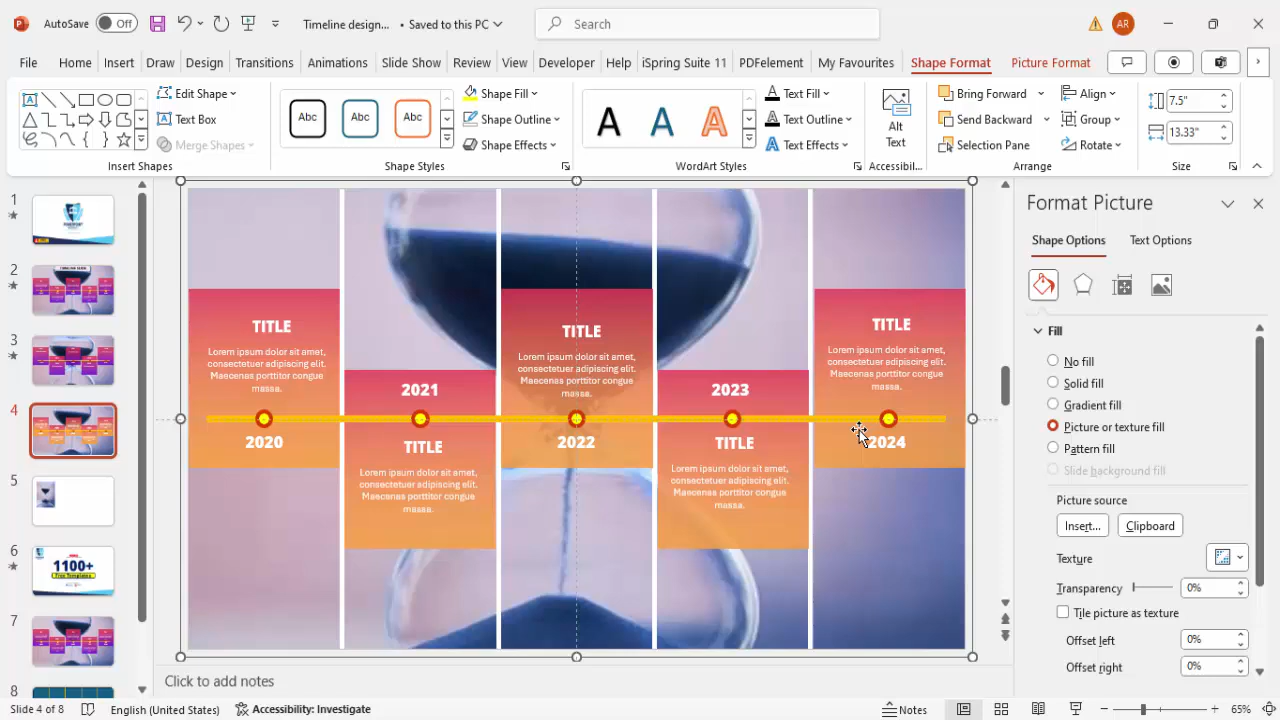 AutoSave Off Timeline design... • Saved to this PC Search AR
File Home Insert Draw Design Transitions Animations Slide Show Review View Developer Help iSpring Suite 11 PDFelement My Favourites Shape Format Picture Format
Edit Shape
Text Box
Merge Shapes
Insert Shapes
Abc Abc Abc
Shape Fill
Shape Outline
Shape Effects
Shape Styles
A A A
Text Fill
Text Outline
Text Effects
WordArt Styles
Alt
Text
Accessibil...
Bring Forward
Send Backward
Selection Pane
Align
Group
Rotate
Arrange
7.5"
13.33"
Size
1
2
3
4
5
6
1100+
7
8
TITLE
Lorem ipsum dolor sit amet,
consectetuer adipiscing elit.
Maecenas porttitor congue
massa.
2020
2021
TITLE
Lorem ipsum dolor sit amet,
consectetuer adipiscing elit.
Maecenas porttitor congue
massa.
TITLE
Lorem ipsum dolor sit amet,
consectetuer adipiscing elit.
Maecenas porttitor congue
massa.
2022
2023
TITLE
Lorem ipsum dolor sit amet,
consectetuer adipiscing elit.
Maecenas porttitor congue
massa.
TITLE
Lorem ipsum dolor sit amet,
consectetuer adipiscing elit.
Maecenas porttitor congue
massa.
2024
Format Picture
Shape Options Text Options
Fill
No fill
Solid fill
Gradient fill
Picture or texture fill
Pattern fill
Slide background fill
Picture source
Insert... Clipboard
Texture
Transparency 0%
Tile picture as texture
Offset left 0%
Offset right 0%
Click to add notes
Slide 4 of 8 English (United States) Accessibility: Investigate Notes 65%